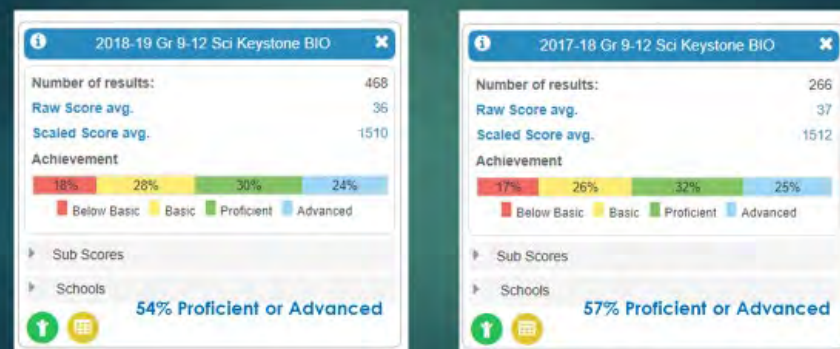 2018-19 Gr 9-12 Sci Keystone BIO
Number of results: 468
Raw Score avg. 36
Scaled Score avg. 1510
Achievement
18% 28% 30% 24%
Below Basic Basic Proficient Advanced
Sub Scores
Schools
54% Proficient or Advanced
2017-18 Gr 9-12 Sci Keystone BIO
Number of results: 266
Raw Score avg. 37
Scaled Score avg. 1512
Achievement
17% 26% 32% 25%
Below Basic Basic Proficient Advanced
Sub Scores
Schools
57% Proficient or Advanced